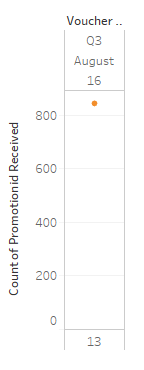 Voucher ..
Q3
August
16
Count of Promotionid Received
800
600
400
200
0
13